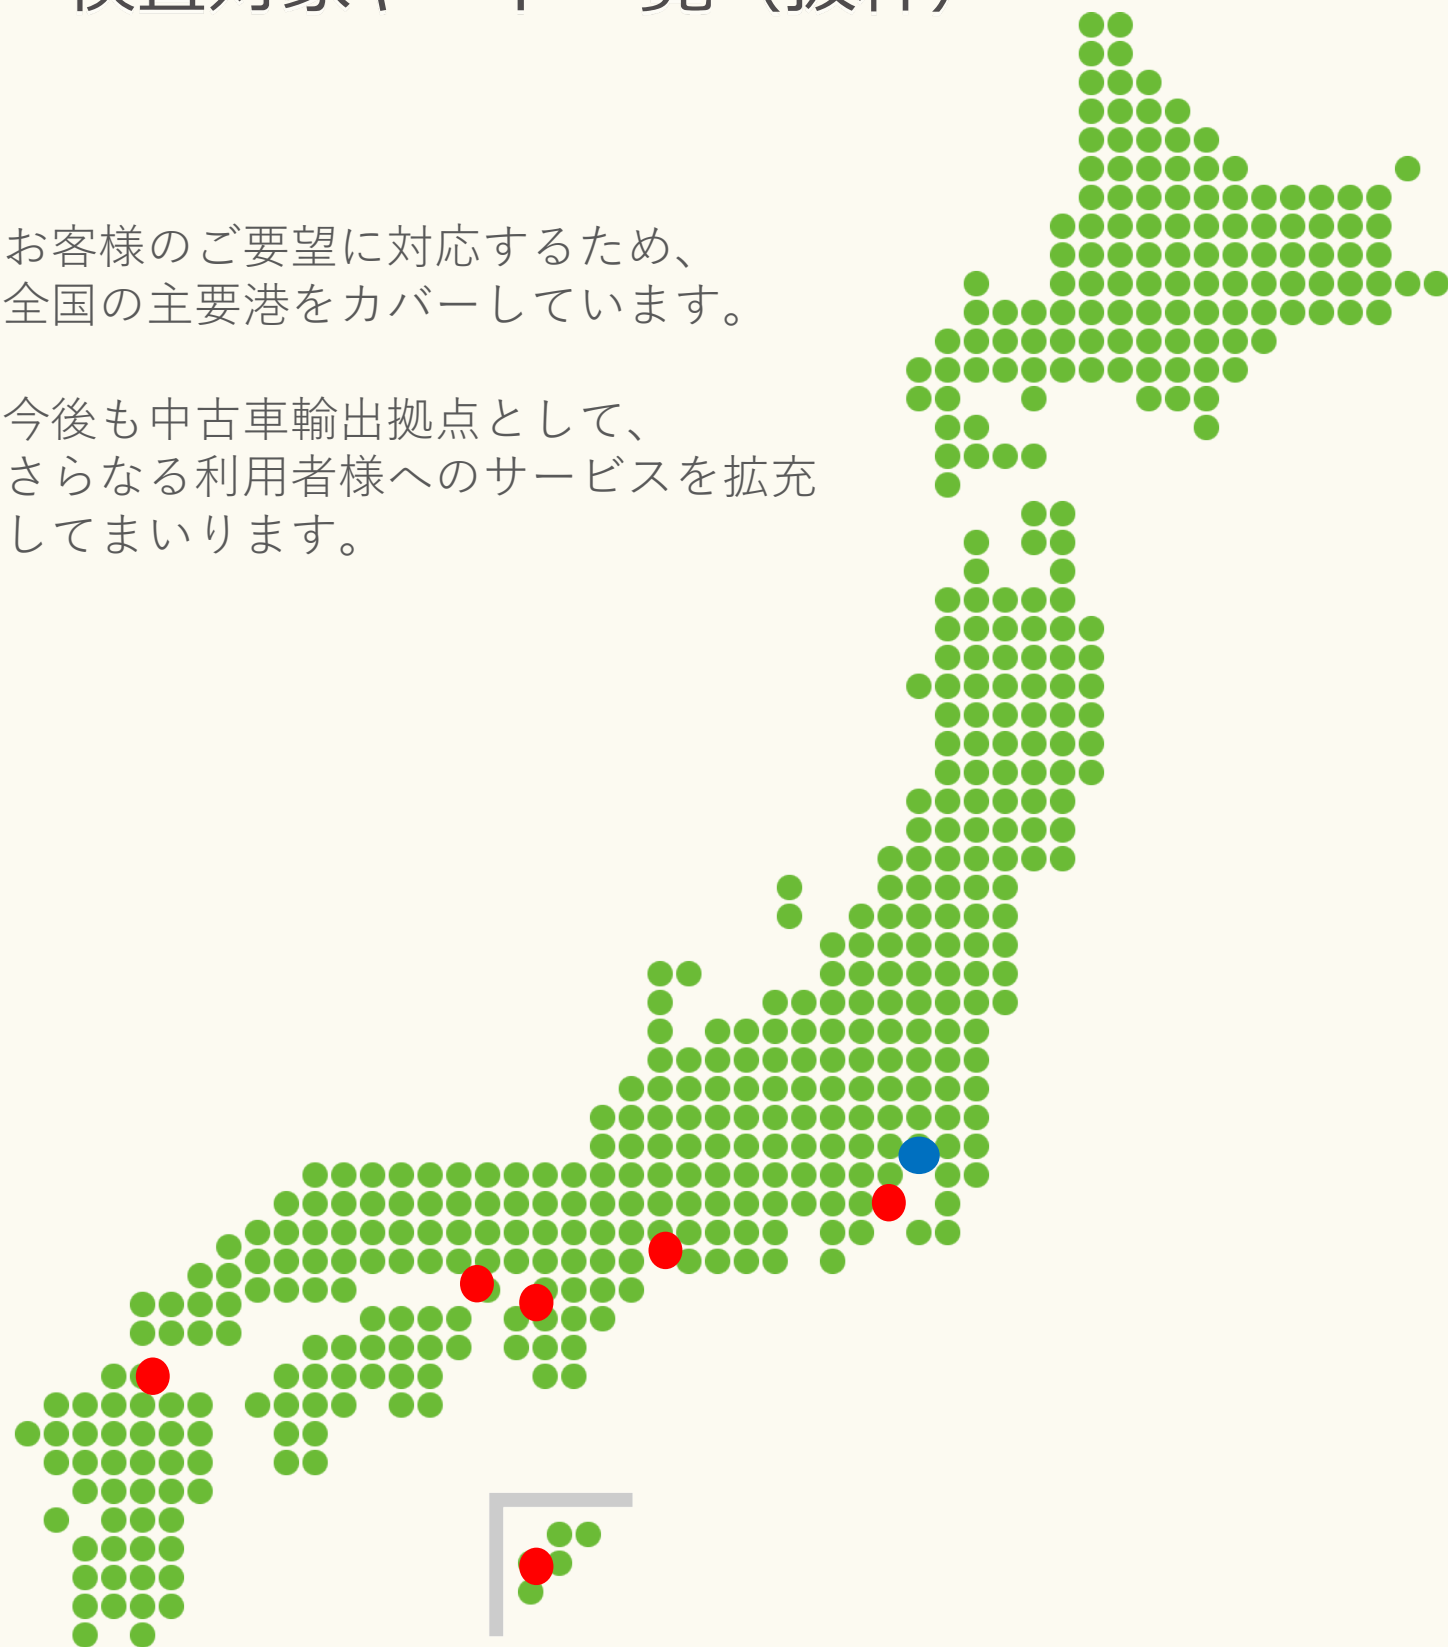 お客様のご要望に対応するため、
全国の主要港をカバーしています。
今後も中古車輸出拠点として、
さらなる利用者様へのサービスを拡充
してまいります。